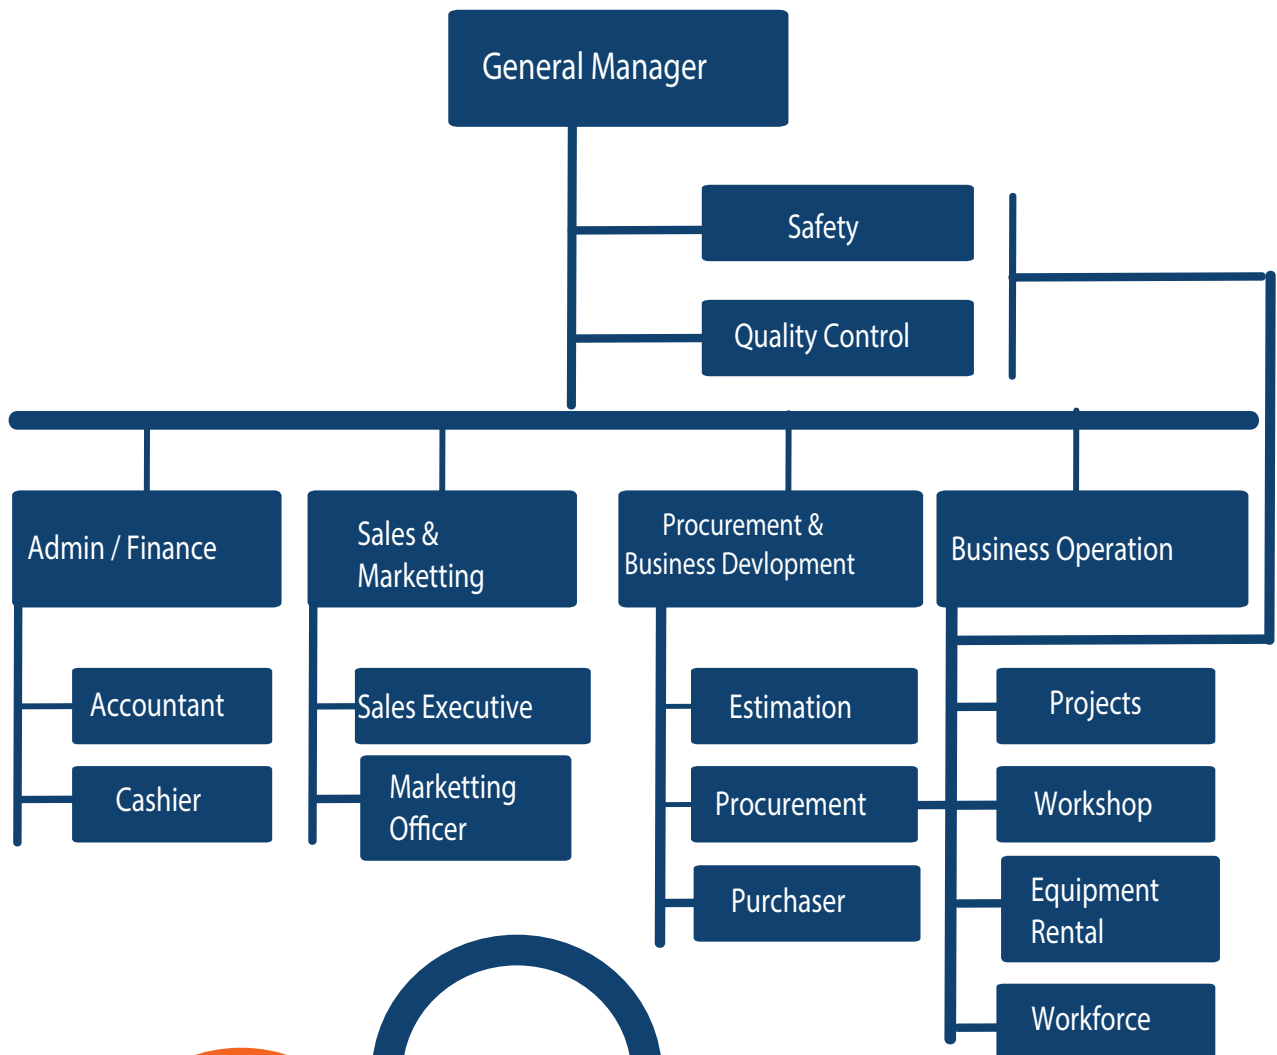 General Manager
Safety
Quality Control
Admin / Finance
Sales &
Marketting
Procurement &
Business Devlopment
Business Operation
Accountant
Cashier
Sales Executive
Marketting
Officer
Estimation
Procurement
Purchaser
Projects
Workshop
Equipment
Rental
Workforce